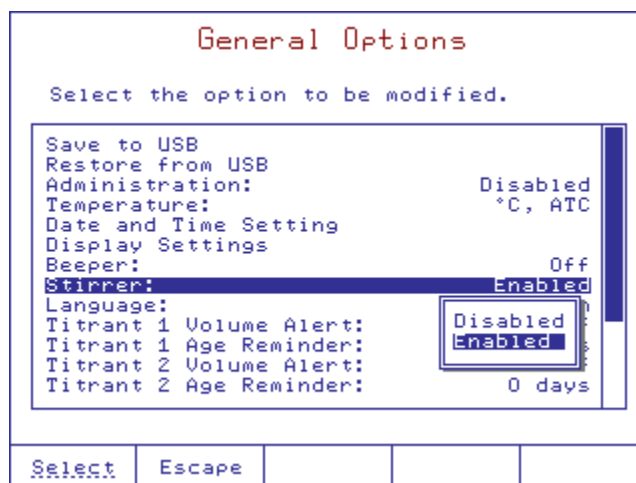 General Options
Select the option to be modified.
Save to USB
Restore from USB
Administration: Disabled
Temperature: °C, ATC
Date and Time Setting
Display Settings
Beeper: Off
Stirrer: Enabled
Language:
Disabled
Enabled
Titrant 1 Volume Alert:
Titrant 1 Age Reminder:
Titrant 2 Volume Alert:
Titrant 2 Age Reminder: 0 days
Select Escape